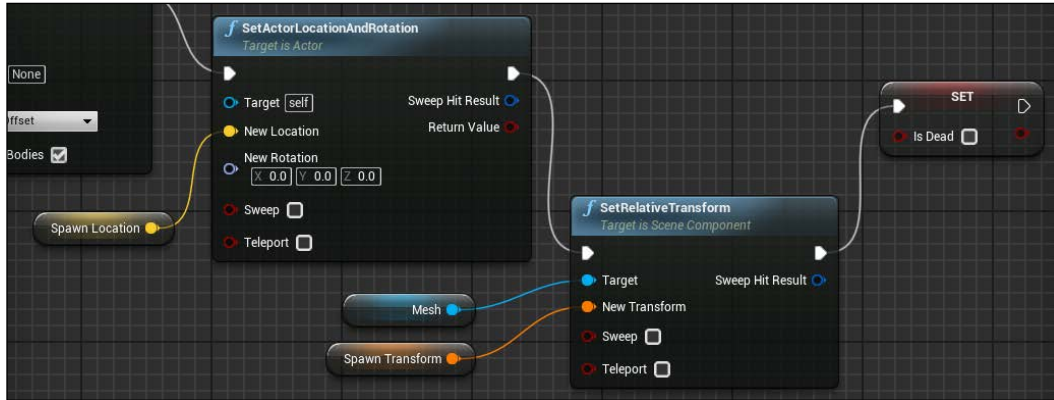 None
ffset
Bodies
SetActorLocationAndRotation
Target is Actor
Target self
Sweep Hit Result
New Location
Return Value
New Rotation
X 0.0 Y 0.0 Z 0.0
Sweep
Teleport
Spawn Location
SetRelativeTransform
Target is Scene Component
Target
Sweep Hit Result
New Transform
Sweep
Teleport
Mesh
Spawn Transform
SET
Is Dead